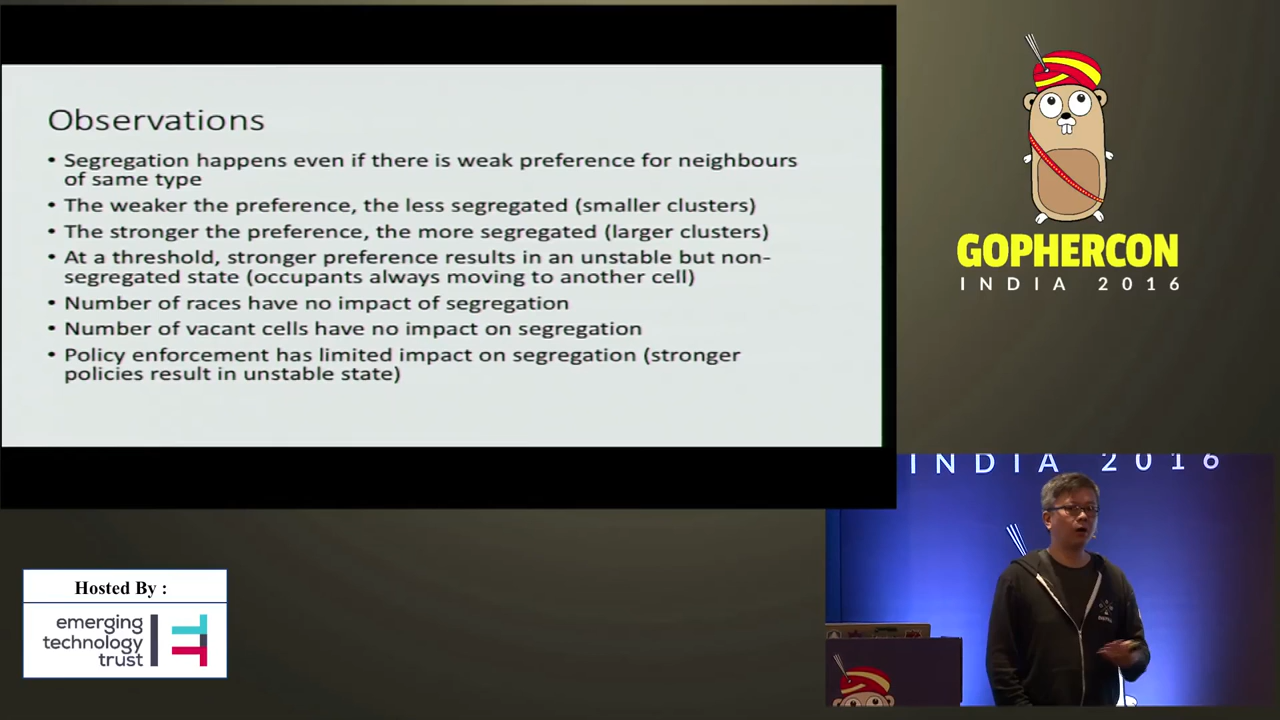 Observations
• Segregation happens even if there is weak preference for neighbours
of same type
• The weaker the preference, the less segregated (smaller clusters)
• The stronger the preference, the more segregated (larger clusters)
• At a threshold, stronger preference results in an unstable but non-
segregated state (occupants always moving to another cell)
• Number of races have no impact of segregation
• Number of vacant cells have no impact on segregation
• Policy enforcement has limited impact on segregation (stronger
policies result in unstable state)
GOPHERCON
INDIA 2016
INDIA 2016
Hosted By :
emerging
technology
trust